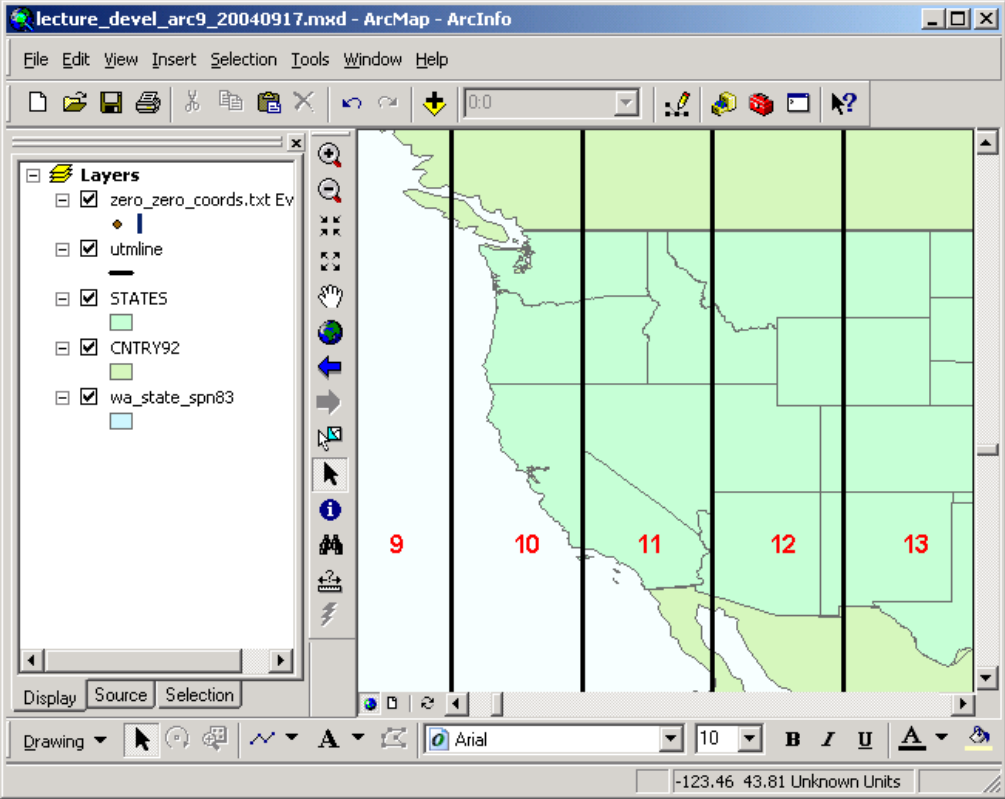 lecture_devel_arc9_20040917.mxd - ArcMap - ArcInfo
File Edit View Insert Selection Tools Window Help
0:0
Layers
zero_zero_coords.txt Ev
utmline
STATES
CNTRY92
wa_state_spn83
9 10 11 12 13
Display Source Selection
Drawing A Arial 10 B I U A
-123.46 43.81 Unknown Units